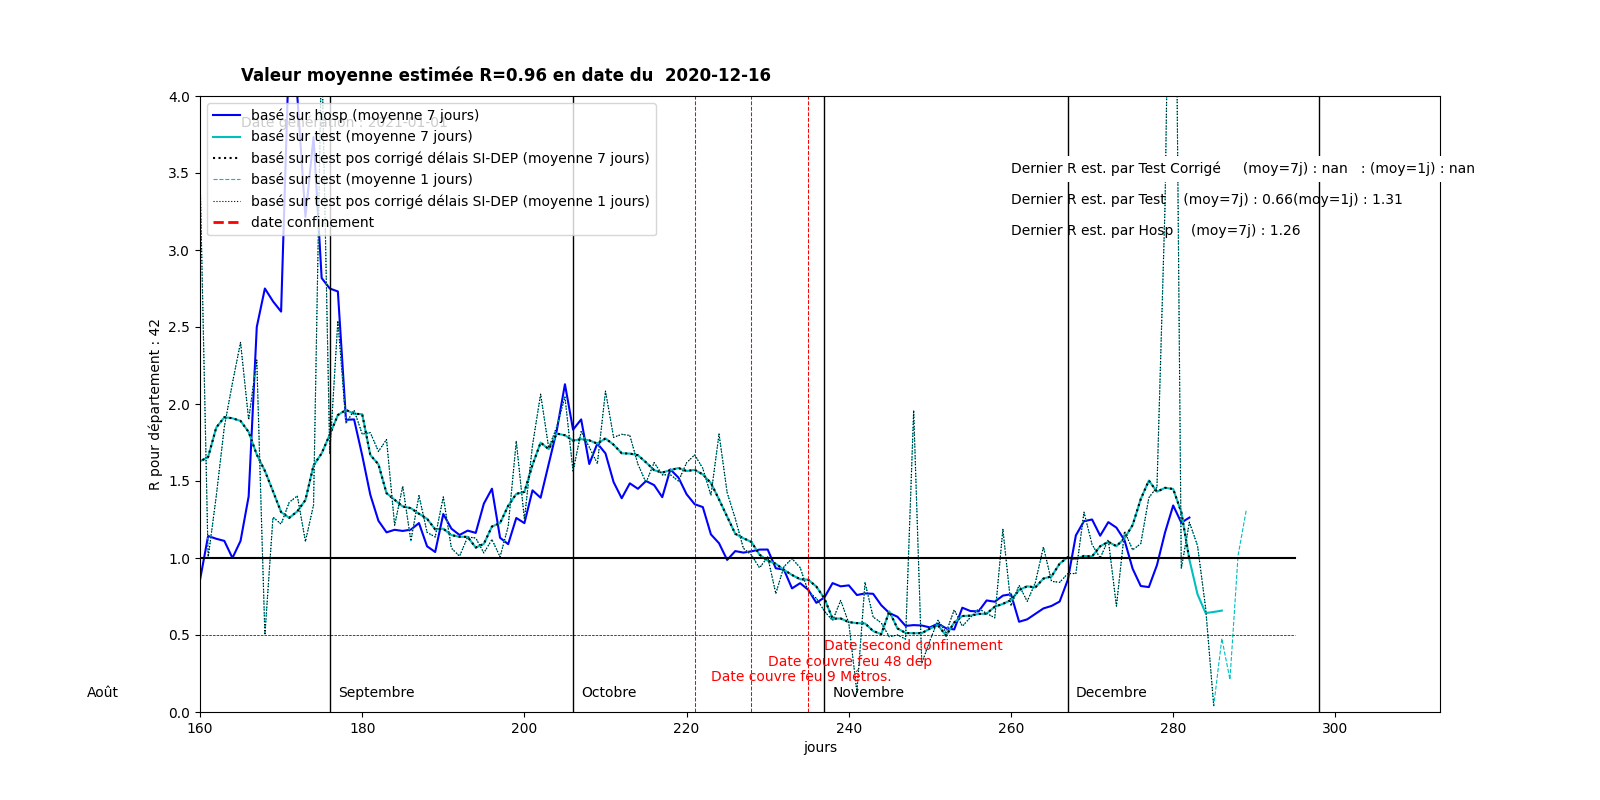 Valeur moyenne estimée R=0.96 en date du  2020-12-16
4.0
3.5
3.0
2.5
2.0
1.5
1.0
0.5
0.0
R pour département : 42
basé sur hosp (moyenne 7 jours)
Date génération : 2021-01-01
basé sur test (moyenne 7 jours)
basé sur test pos corrigé délais SI-DEP (moyenne 7 jours)
basé sur test (moyenne 1 jours)
basé sur test pos corrigé délais SI-DEP (moyenne 1 jours)
date confinement
Dernier R est. par Test Corrigé     (moy=7j) : nan   : (moy=1j) : nan
Dernier R est. par Test    (moy=7j) : 0.66(moy=1j) : 1.31
Dernier R est. par Hosp    (moy=7j) : 1.26
Date second confinement
Date couvre feu 48 dep
Date couvre feu 9 Métros.
Août
Septembre
Octobre
Novembre
Decembre
160
180
200
220
240
260
280
300
jours